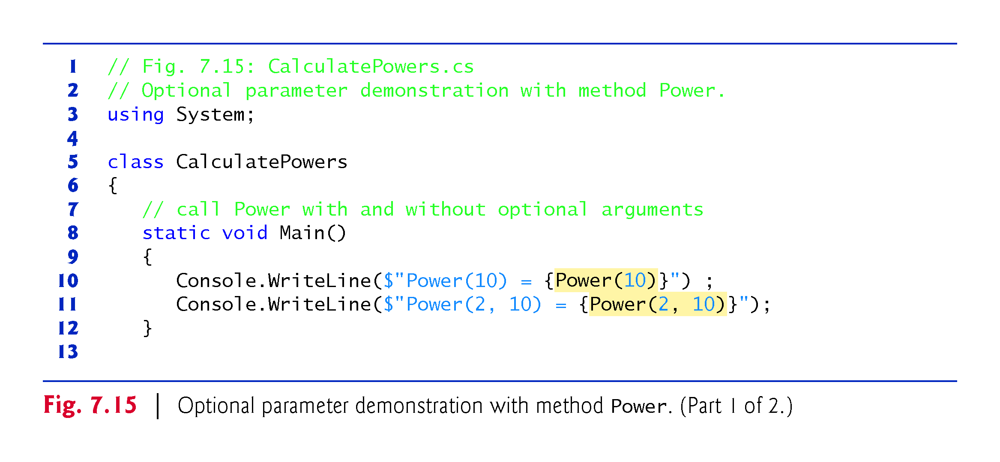 1 // Fig. 7.15: CalculatePowers.cs
2 // Optional parameter demonstration with method Power.
3 using System;
4
5 class CalculatePowers
6 {
7 // call Power with and without optional arguments
8 static void Main()
9 {
10 Console.WriteLine($"Power(10) = {Power(10)}") ;
11 Console.WriteLine($"Power(2, 10) = {Power(2, 10)}");
12 }
13
Fig. 7.15 | Optional parameter demonstration with method Power. (Part 1 of 2.)